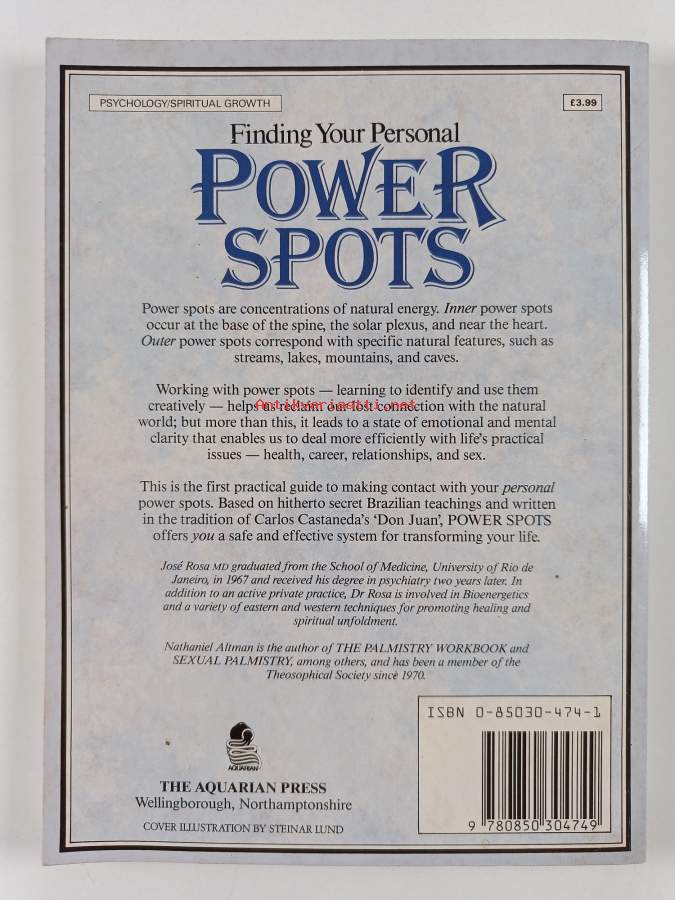 PSYCHOLOGY/SPIRITUAL GROWTH
£3.99
Finding Your Personal
POWER
SPOTS
Power spots are concentrations of natural energy. Inner power spots
occur at the base of the spine, the solar plexus, and near the heart.
Outer power spots correspond with specific natural features, such as
streams, lakes, mountains, and caves.
Working with power spots — learning to identify and use them
creatively — helps us reclaim our lost connection with the natural
world; but more than this, it leads to a state of emotional and mental
clarity that enables us to deal more efficiently with life's practical
issues — health, career, relationships, and sex.
This is the first practical guide to making contact with your personal
power spots. Based on hitherto secret Brazilian teachings and written
in the tradition of Carlos Castaneda's 'Don Juan', POWER SPOTS
offers you a safe and effective system for transforming your life.
José Rosa MD graduated from the School of Medicine, University of Rio de
Janeiro, in 1967 and received his degree in psychiatry two years later. In
addition to an active private practice, Dr Rosa is involved in Bioenergetics
and a variety of eastern and western techniques for promoting healing and
spiritual unfoldment.
Nathaniel Altman is the author of THE PALMISTRY WORKBOOK and
SEXUAL PALMISTRY, among others, and has been a member of the
Theosophical Society since 1970.
AQUARIAN
THE AQUARIAN PRESS
Wellingborough, Northamptonshire
COVER ILLUSTRATION BY STEINAR LUND
ISBN 0-85030-474-1
9 780850 304749